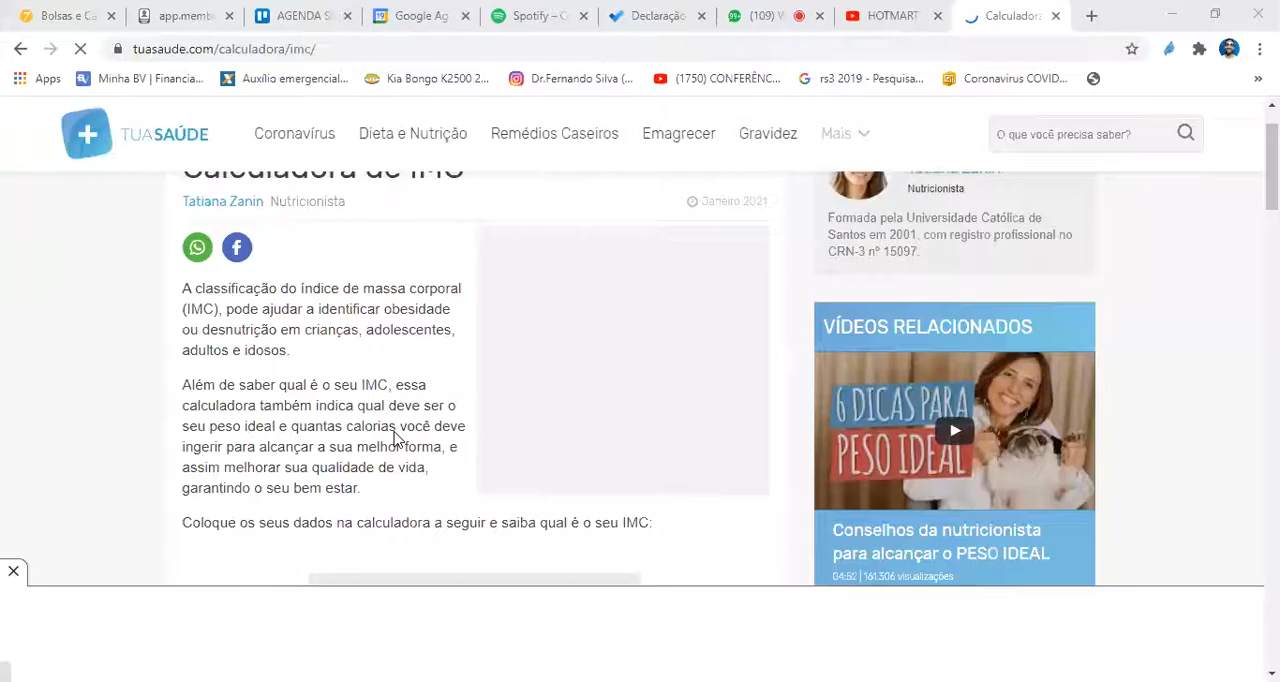 Bolsas e Ca
app.memb
AGENDA S
Google Ag
Spotify – C
Declaração
(109) W
HOTMART
Calculadora
tuasaude.com/calculadora/imc/
Apps
Minha BV | Financia...
Auxílio emergencial...
Kia Bongo K2500 2...
Dr.Fernando Silva (...
(1750) CONFERÊNC...
rs3 2019 - Pesquisa...
Coronavírus COVID...
»
TUASAÚDE
Coronavírus
Dieta e Nutrição
Remédios Caseiros
Emagrecer
Gravidez
Mais
O que você precisa saber?
Calculadora de IMC
Tatiana Zanin Nutricionista
Janeiro 2021
A classificação do índice de massa corporal
(IMC), pode ajudar a identificar obesidade
ou desnutrição em crianças, adolescentes,
adultos e idosos.
Além de saber qual é o seu IMC, essa
calculadora também indica qual deve ser o
seu peso ideal e quantas calorias você deve
ingerir para alcançar a sua melhor forma, e
assim melhorar sua qualidade de vida,
garantindo o seu bem estar.
Coloque os seus dados na calculadora a seguir e saiba qual é o seu IMC:
Nutricionista
Formada pela Universidade Católica de
Santos em 2001, com registro profissional no
CRN-3 nº 15097.
VÍDEOS RELACIONADOS
6 DICAS PARA
PESO IDEAL
Conselhos da nutricionista
para alcançar o PESO IDEAL
04:52 | 161.306 visualizações